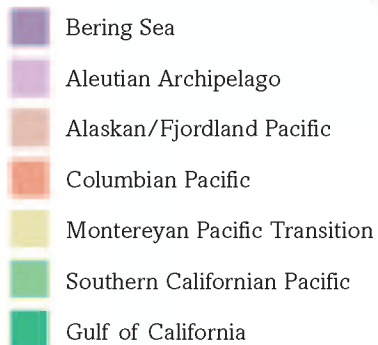 Bering Sea
Aleutian Archipelago
Alaskan/Fjordland Pacific
Columbian Pacific
Montereyan Pacific Transition
Southern Californian Pacific
Gulf of California